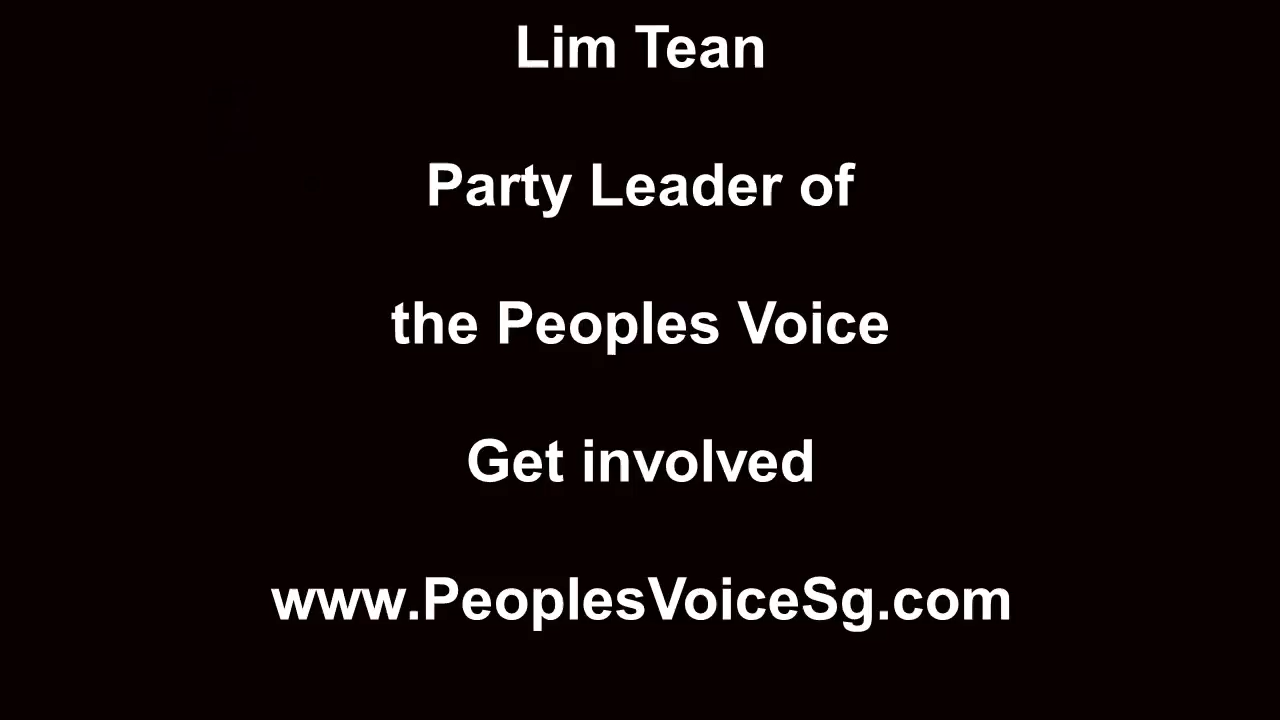 Lim Tean
Party Leader of
the Peoples Voice
Get involved
www.PeoplesVoiceSg.com